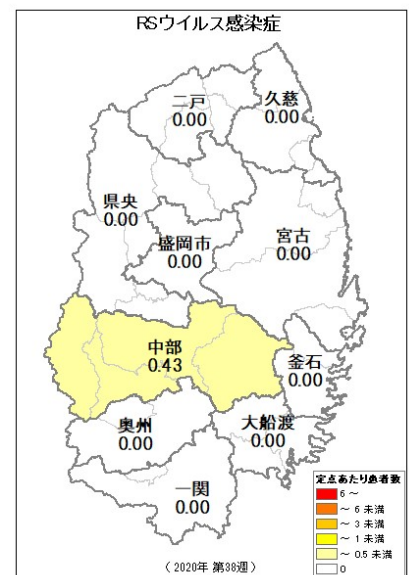 RSウイルス感染症
二戸
0.00
久慈
0.00
県央
0.00
盛岡市
0.00
宮古
0.00
中部
0.43
釜石
0.00
奥州
0.00
大船渡
0.00
一関
0.00
定点あたり患者数
6 ～
～ 6 未満
～ 3 未満
～ 1 未満
～ 0.5 未満
0
（ 2020年 第38週 ）